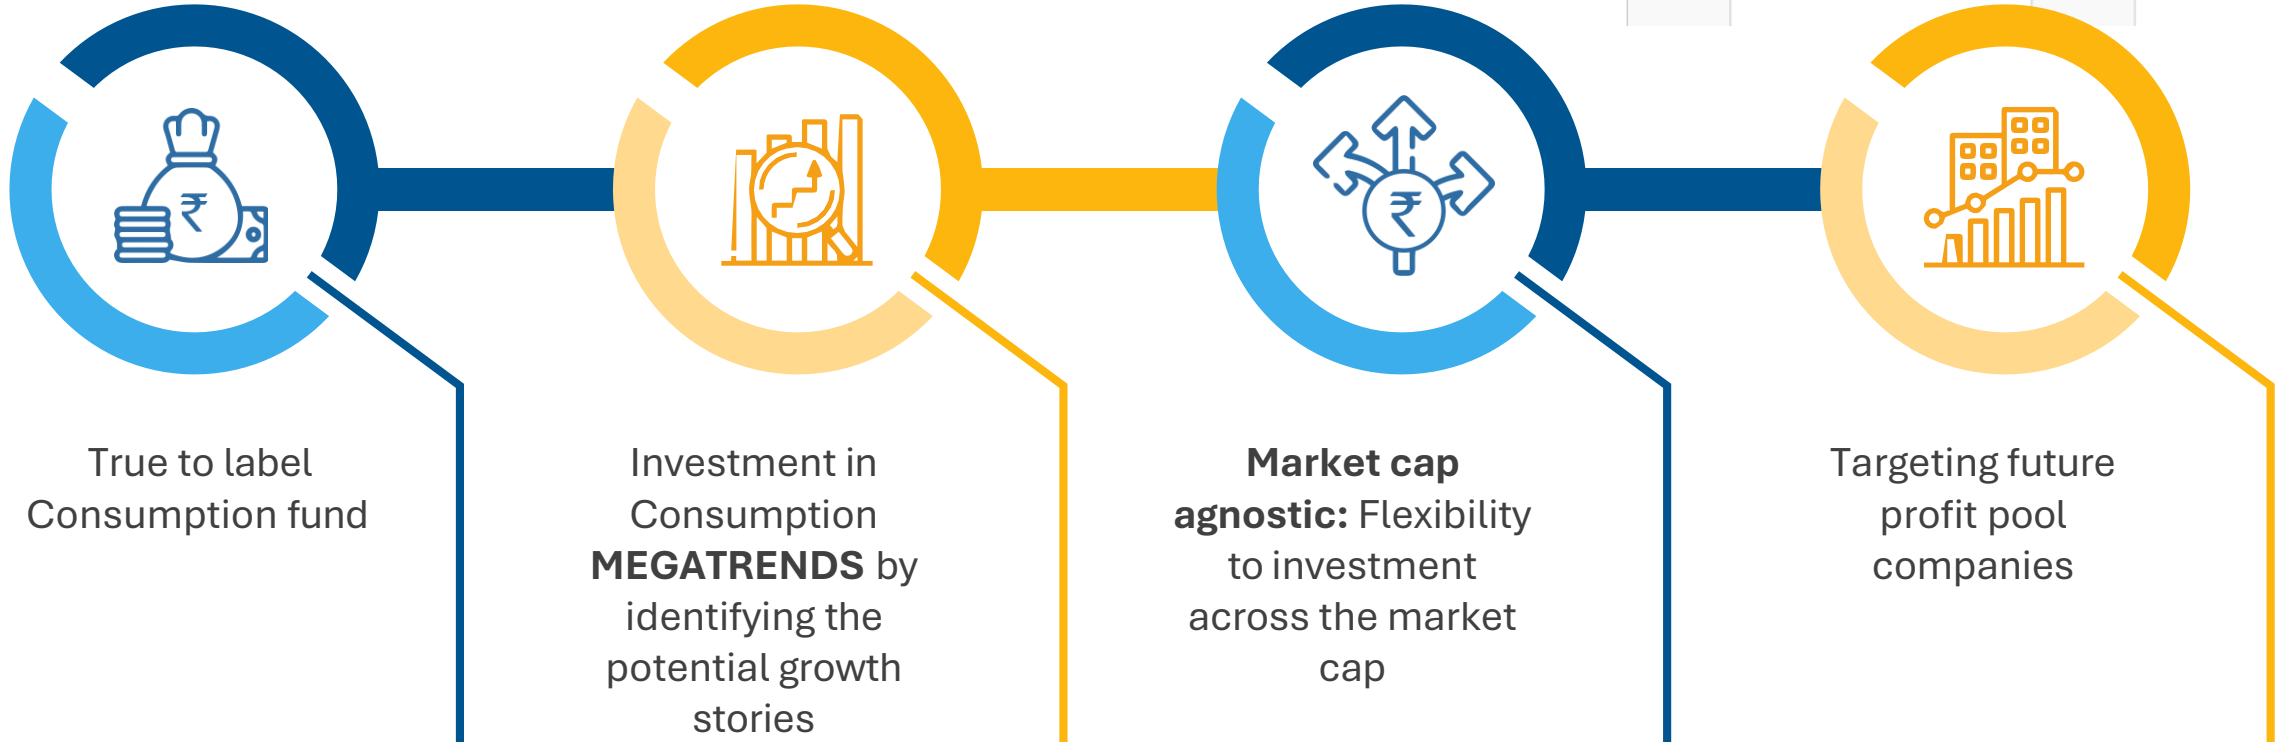 ₹
₹
True to label
Consumption fund
Investment in
Consumption
MEGATRENDS by
identifying the
potential growth
stories
Market cap
agnostic: Flexibility
to investment
across the market
cap
Targeting future
profit pool
companies